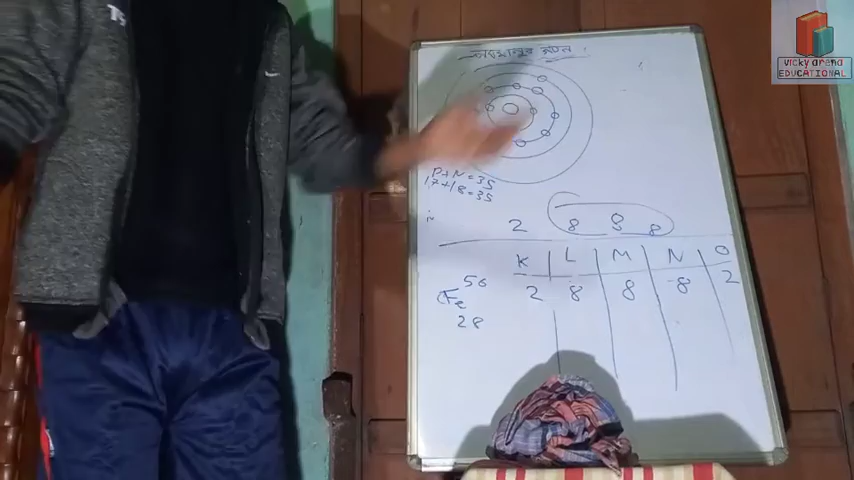 vicky arena
EDUCATIONAL
পরমাণুর গঠন
P+N=35
17+18=35
2 8 8 8
K L M N O
Fe 56 28 2 8 8 8 2